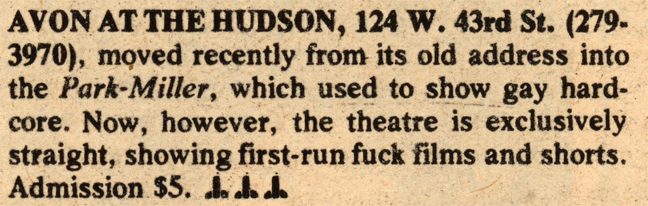 AVON AT THE HUDSON, 124 W. 43rd St. (279-
3970), moved recently from its old address into
the Park-Miller, which used to show gay hard-
core. Now, however, the theatre is exclusively
straight, showing first-run fuck films and shorts.
Admission $5.